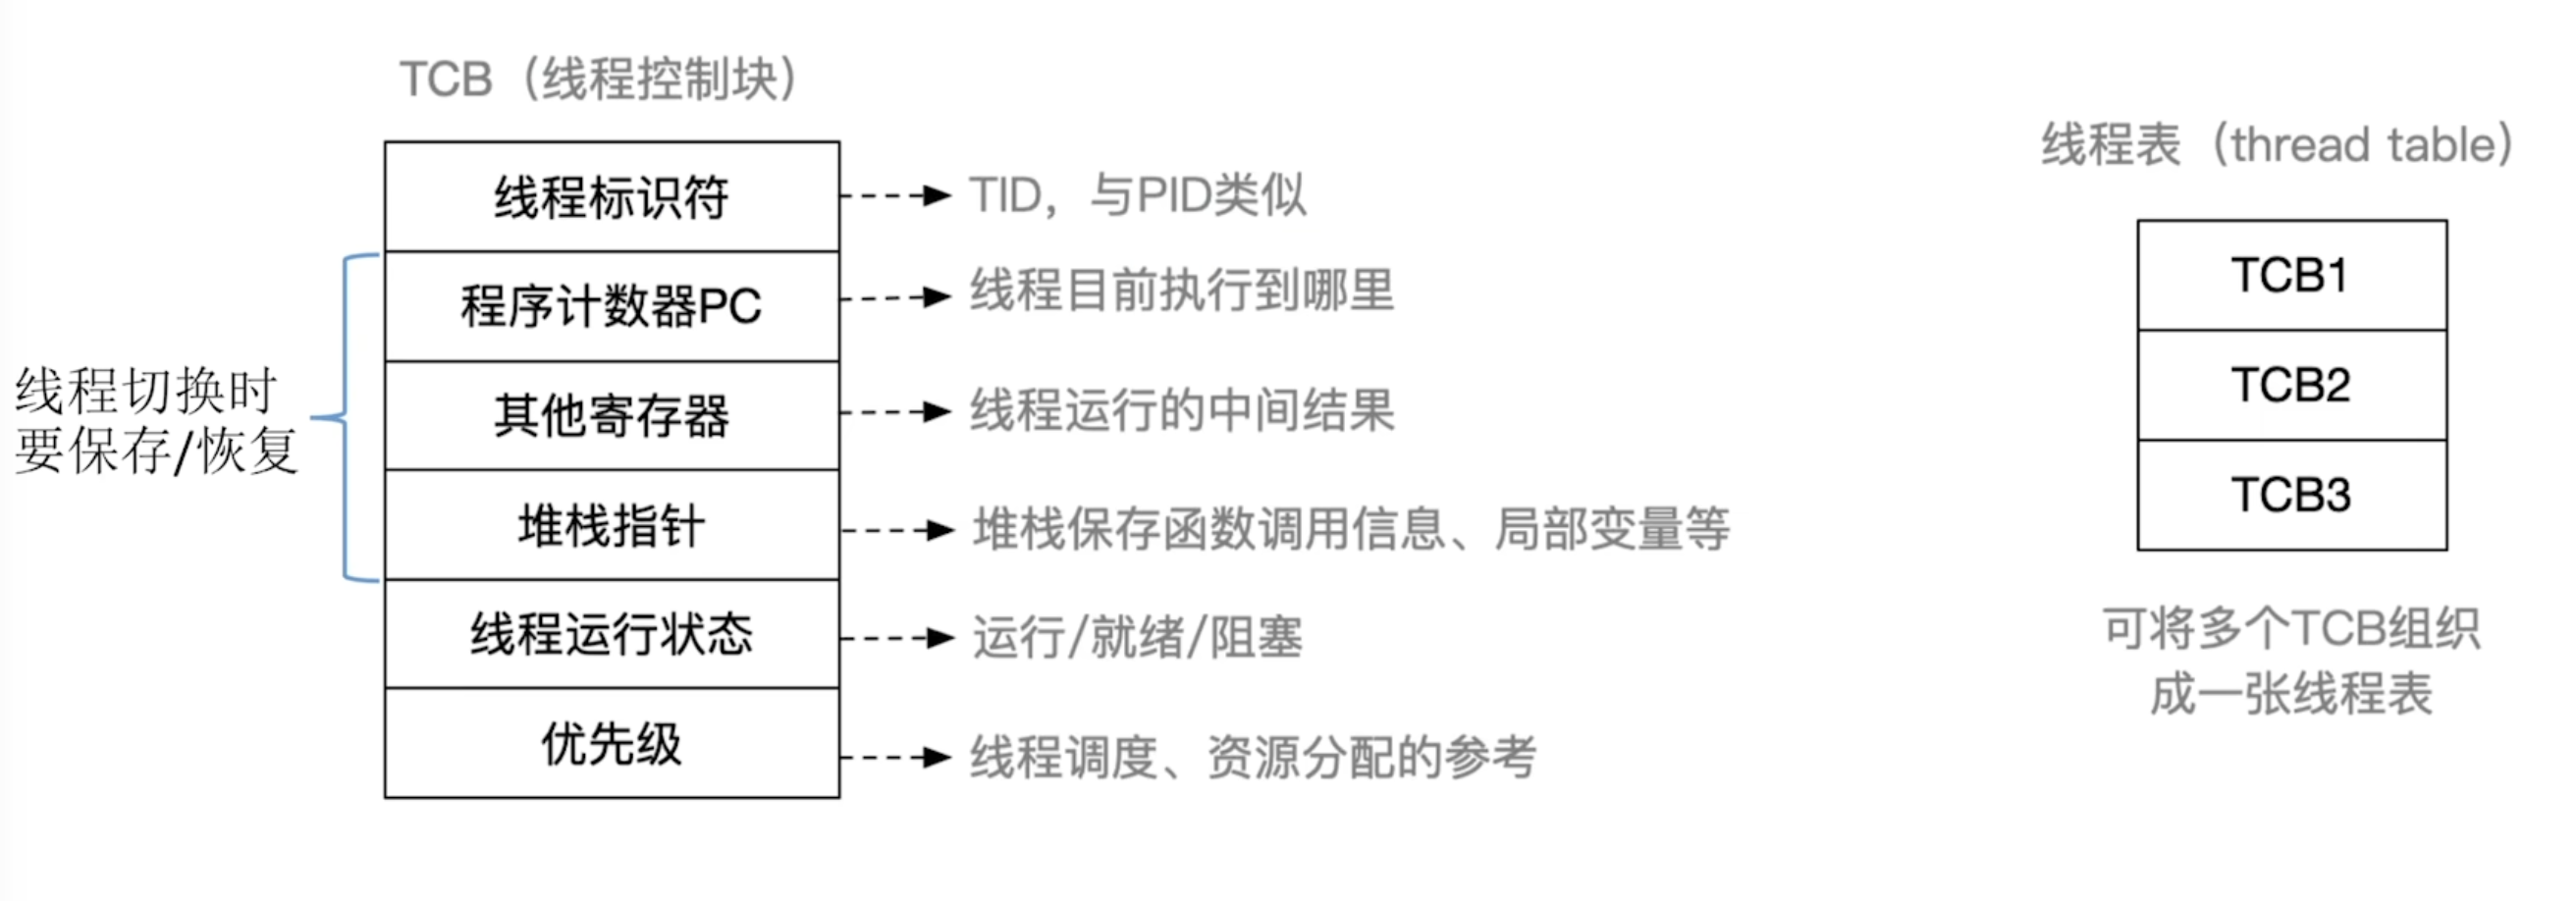 TCB（线程控制块）
线程标识符
TID，与PID类似
程序计数器PC
线程目前执行到哪里
其他寄存器
线程运行的中间结果
堆栈指针
堆栈保存函数调用信息、局部变量等
线程运行状态
运行/就绪/阻塞
优先级
线程调度、资源分配的参考
线程切换时
要保存/恢复
线程表（thread table）
TCB1
TCB2
TCB3
可将多个TCB组织
成一张线程表